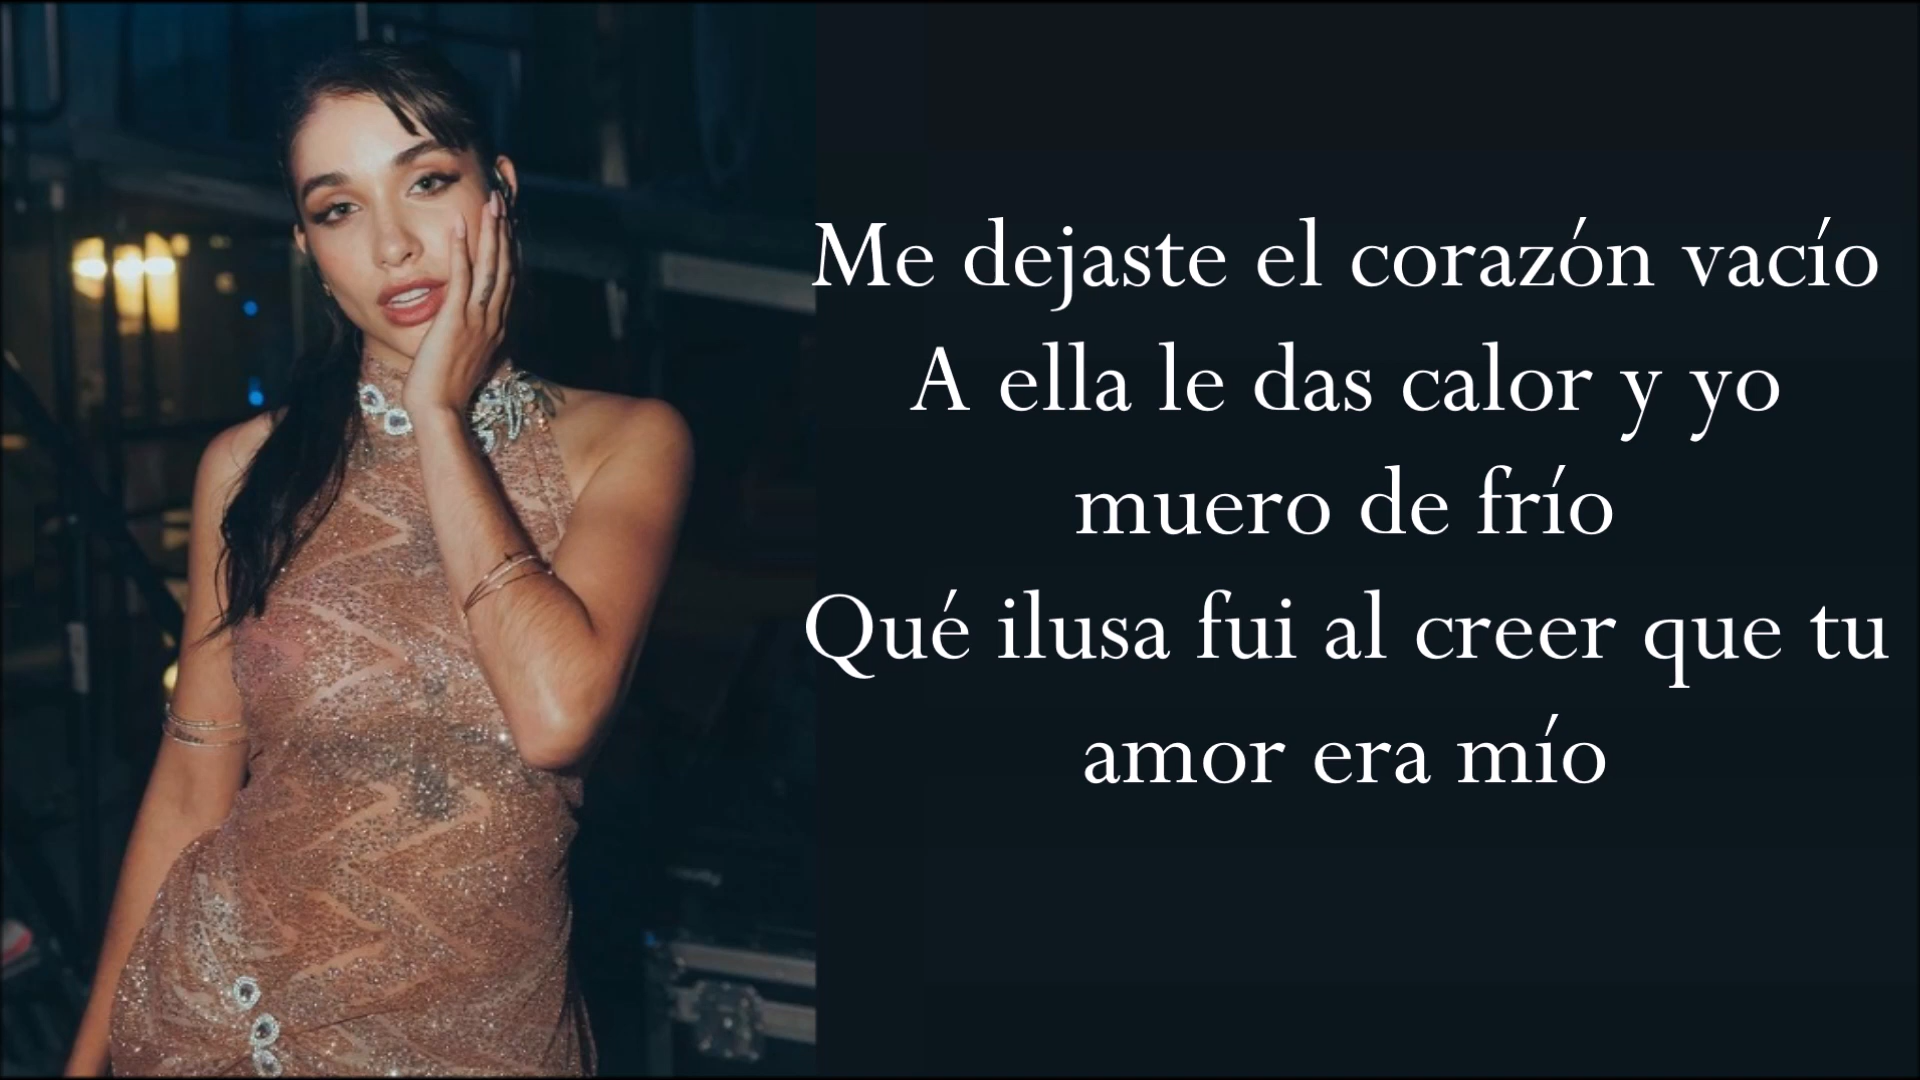 Me dejaste el corazón vacío
A ella le das calor y yo
muero de frío
Qué ilusa fui al creer que tu
amor era mío